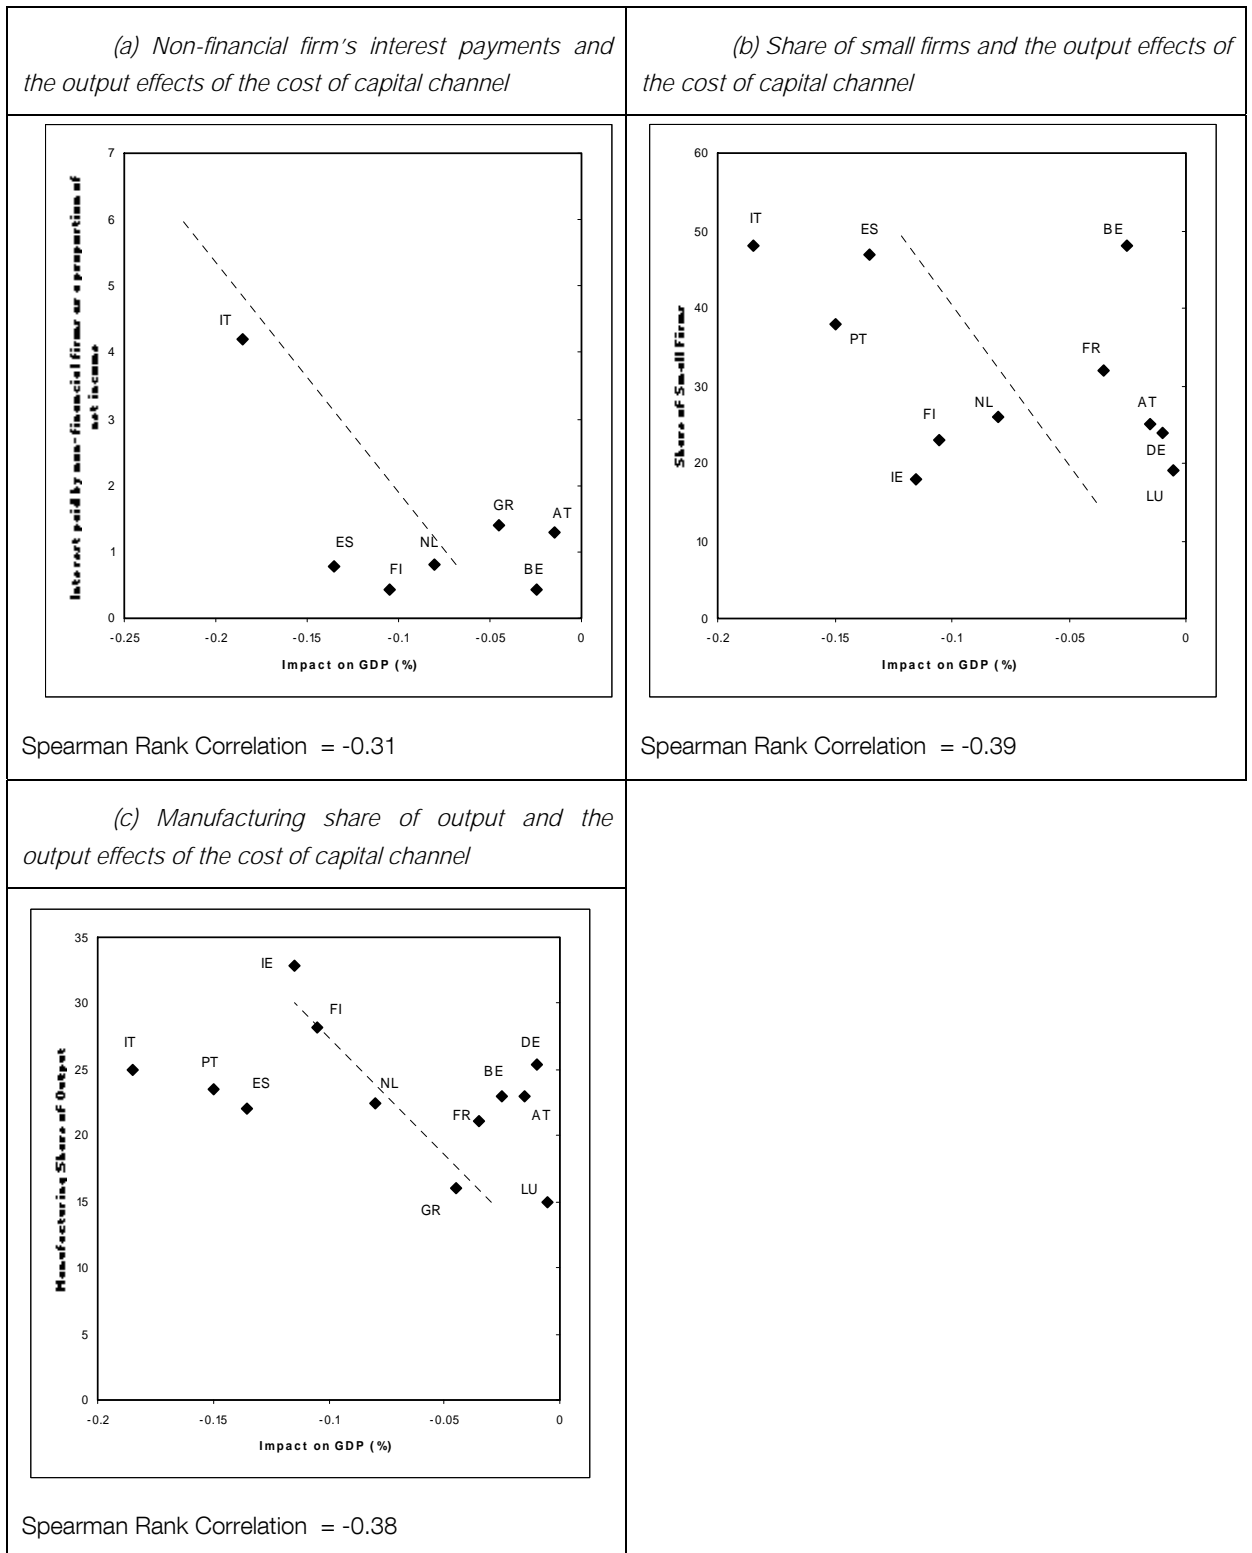 (a) Non-financial firm's interest payments and
the output effects of the cost of capital channel
(b) Share of small firms and the output effects of
the cost of capital channel
7
6
5
4
3
2
1
0
Interest paid by non-financial firms as a proportion of
net income
IT
ES
FI
NL
GR
BE
AT
-0.25
-0.2
-0.15
-0.1
-0.05
0
Impact on GDP (%)
Spearman Rank Correlation = -0.31
60
50
40
30
20
10
0
Share of Small Firms
IT
ES
BE
PT
FR
FI
NL
AT
IE
DE
LU
-0.2
-0.15
-0.1
-0.05
0
Impact on GDP (%)
Spearman Rank Correlation = -0.39
(c) Manufacturing share of output and the
output effects of the cost of capital channel
35
30
25
20
15
10
5
0
Manufacturing Share of Output
IE
FI
IT
PT
ES
NL
DE
BE
FR
AT
GR
LU
-0.2
-0.15
-0.1
-0.05
0
Impact on GDP (%)
Spearman Rank Correlation = -0.38